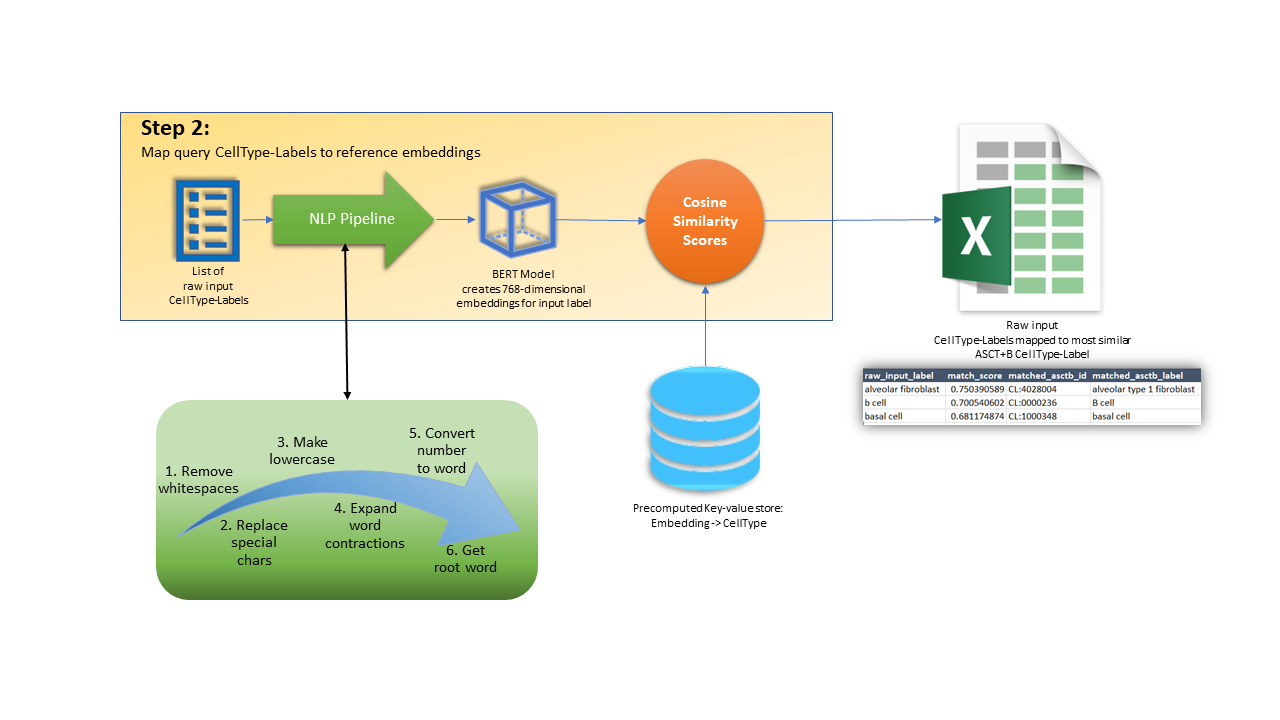 Step 2:
Map query CellType-Labels to reference embeddings
List of
raw input
CellType-Labels
NLP Pipeline
BERT Model
creates 768-dimensional
embeddings for input label
Cosine
Similarity
Scores
X
Raw input
CellType-Labels mapped to most similar
ASCT+B CellType-Label
raw_input_label match_score matched_asctb_id matched_asctb_label
alveolar fibroblast 0.750390589 CL:4028004 alveolar type 1 fibroblast
b cell 0.700540602 CL:0000236 B cell
basal cell 0.681174874 CL:1000348 basal cell
1. Remove
whitespaces
2. Replace
special
chars
3. Make
lowercase
4. Expand
word
contractions
5. Convert
number
to word
6. Get
root word
Precomputed Key-value store:
Embedding -> CellType